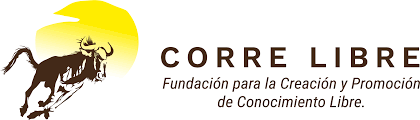 CORRE LIBRE
Fundación para la Creación y Promoción
de Conocimiento Libre.